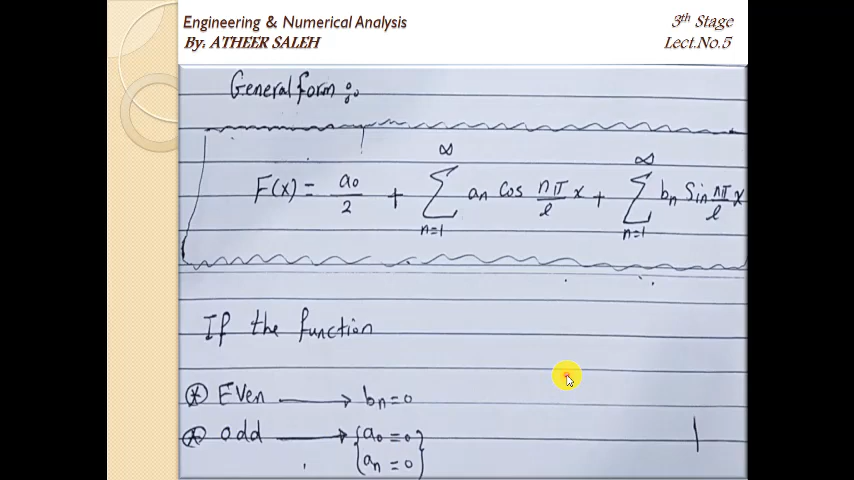 Engineering & Numerical Analysis
By: ATHEER SALEH
3th Stage
Lect.No.5
General form :
F(x) = a₀/2 + ∞ ∑ n=1 aₙ Cos nπ/ℓ x + ∞ ∑ n=1 bₙ Sin nπ/ℓ x
If the function
⊛ Even → bₙ = 0
⊛ odd → { a₀ = 0
aₙ = 0 }